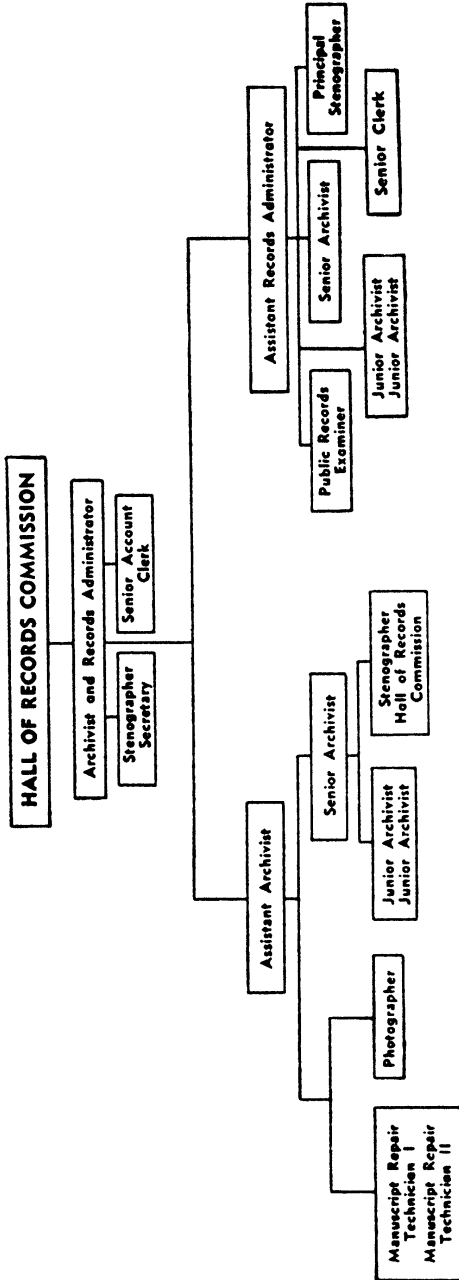 HALL OF RECORDS COMMISSION
Archivist and Records Administrator
Stenographer
Secretary
Senior Account
Clerk
Assistant Archivist
Assistant Records Administrator
Senior Archivist
Public Records
Examiner
Senior Archivist
Principal
Stenographer
Manuscript Repair
Technician I
Manuscript Repair
Technician II
Photographer
Junior Archivist
Junior Archivist
Stenographer
Hall of Records
Commission
Junior Archivist
Junior Archivist
Senior Clerk